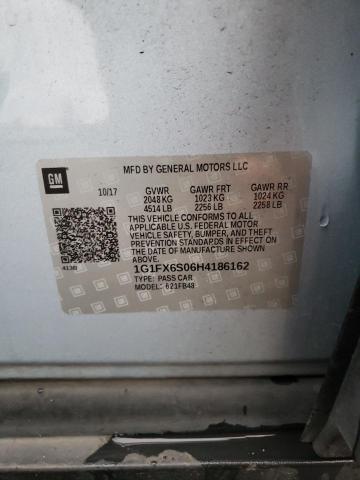 MFD BY GENERAL MOTORS LLC
GM
10/17 GVWR GAWR FRT GAWR RR
2048 KG 1023 KG 1024 KG
4514 LB 2256 LB 2258 LB
THIS VEHICLE CONFORMS TO ALL
APPLICABLE U.S. FEDERAL MOTOR
VEHICLE SAFETY, BUMPER, AND THEFT
PREVENTION STANDARDS IN EFFECT ON
THE DATE OF MANUFACTURE SHOWN
ABOVE.
1G1FX6S06H4186162
TYPE: PASS CAR
MODEL: